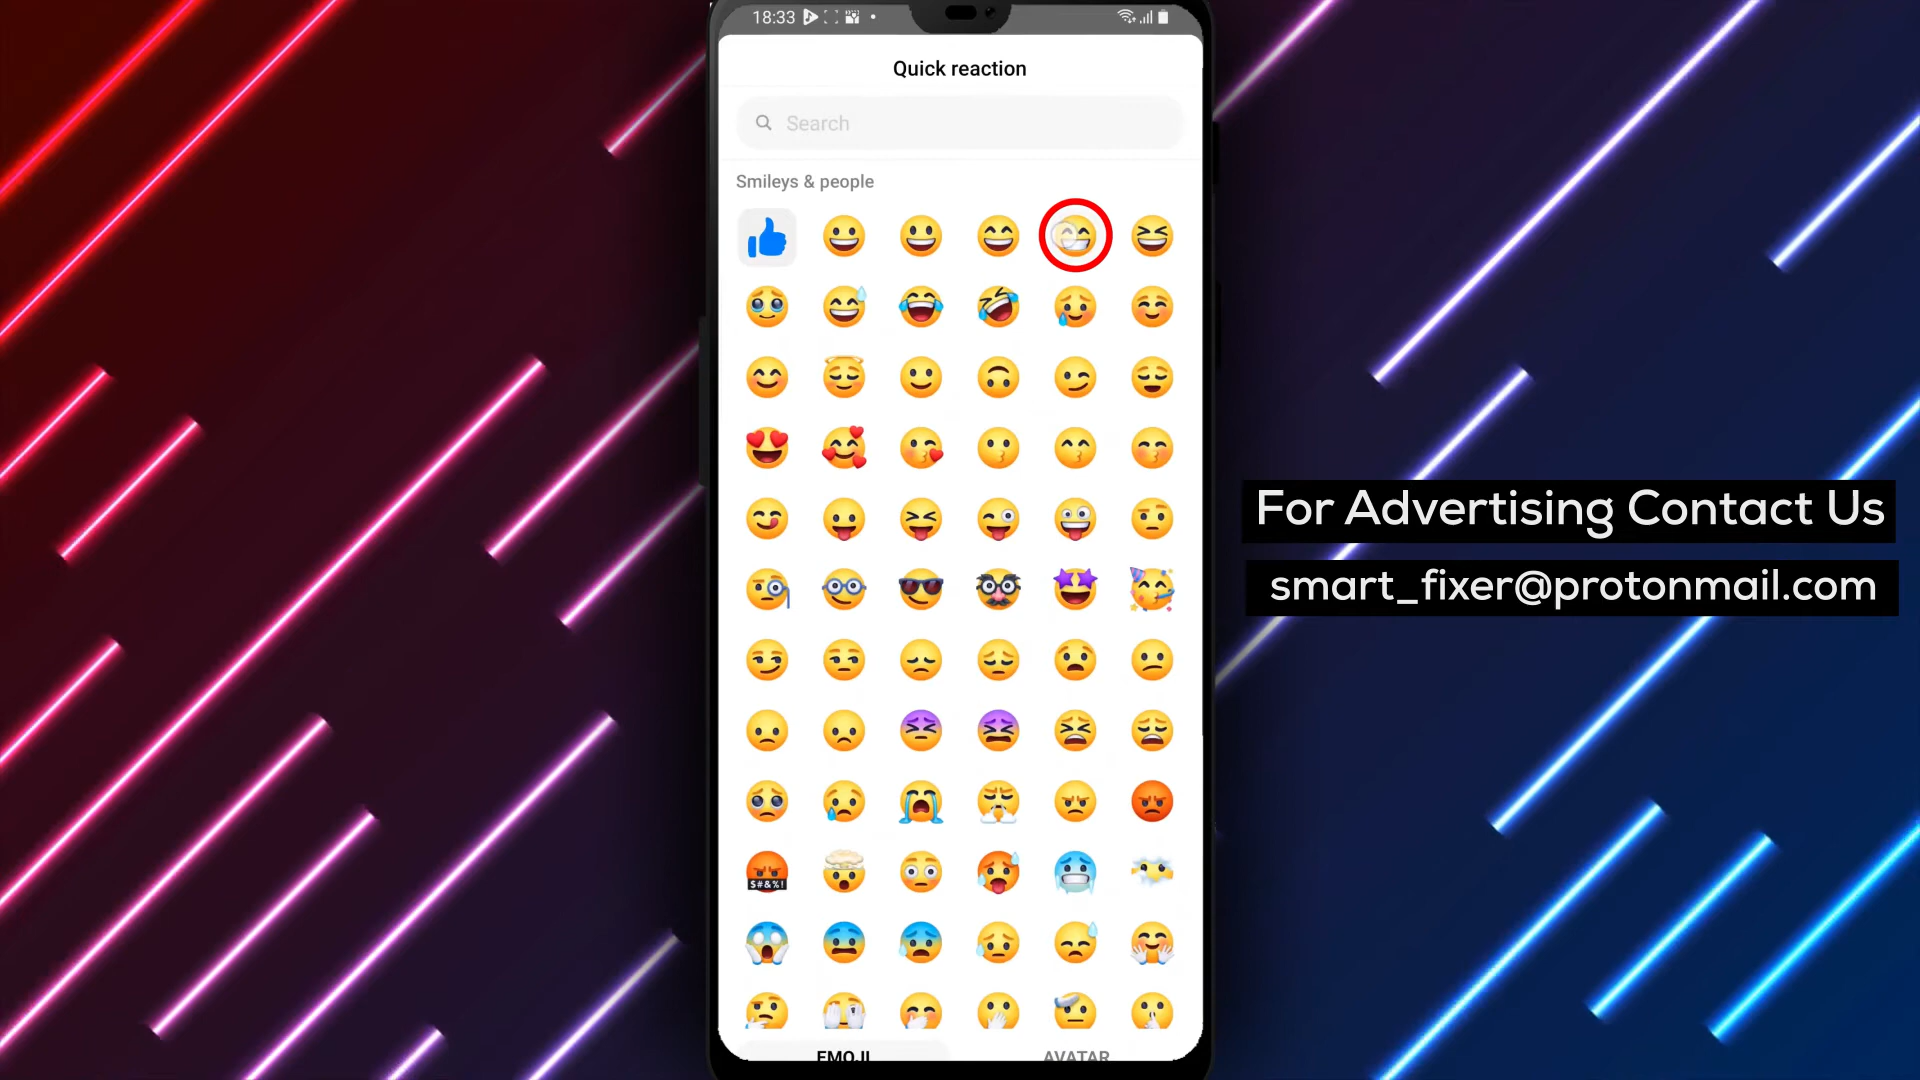 18:33
Quick reaction
Search
Smileys & people
For Advertising Contact Us
smart_fixer@protonmail.com
$#&%!
EMOJI
AVATAR